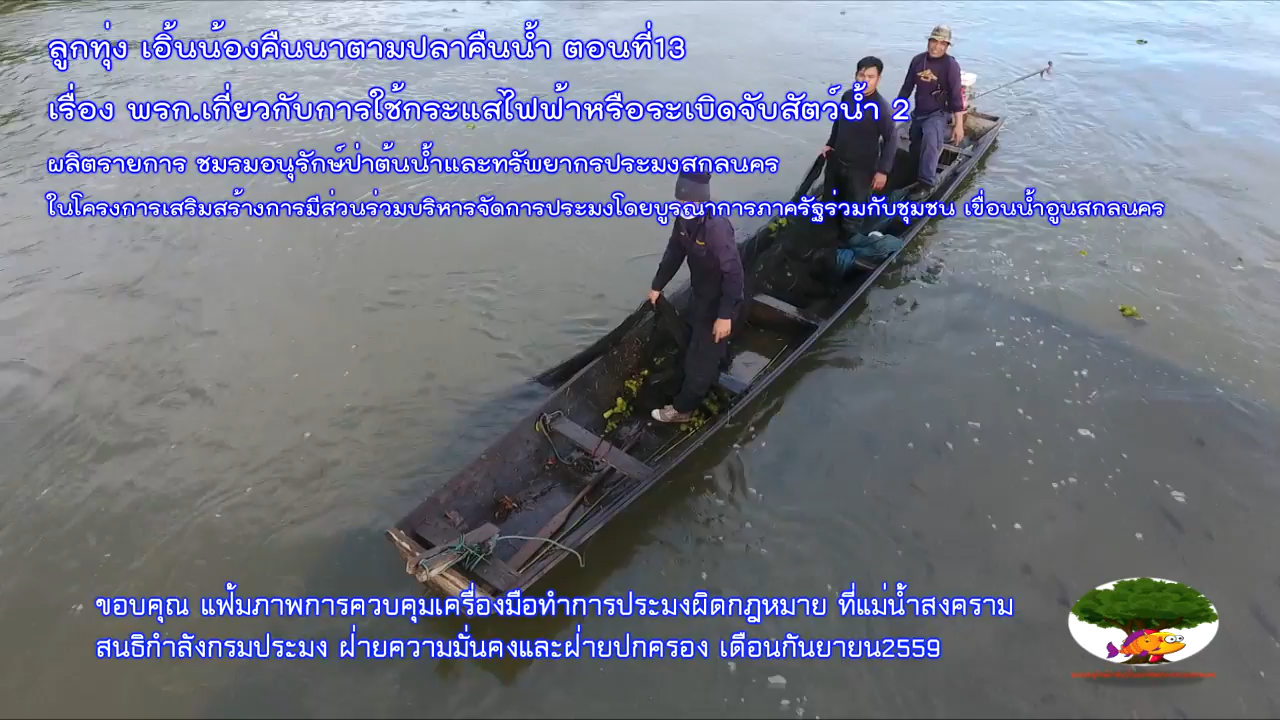 ลูกทุ่ง เอิ้นน้องคืนนาตามปลาคืนน้ำ ตอนที่13
เรื่อง พรก.เกี่ยวกับการใช้กระแสไฟฟ้าหรือระเบิดจับสัตว์น้ำ 2
ผลิตรายการ ชมรมอนุรักษ์ป่าต้นน้ำและทรัพยากรประมงสกลนคร
ในโครงการเสริมสร้างการมีส่วนร่วมบริหารจัดการประมงโดยบูรณาการภาครัฐร่วมกับชุมชน เขื่อนน้ำอูนสกลนคร
ขอบคุณ แฟ้มภาพการควบคุมเครื่องมือทำการประมงผิดกฎหมาย ที่แม่น้ำสงคราม
สนธิกำลังกรมประมง ฝ่ายความมั่นคงและฝ่ายปกครอง เดือนกันยายน2559